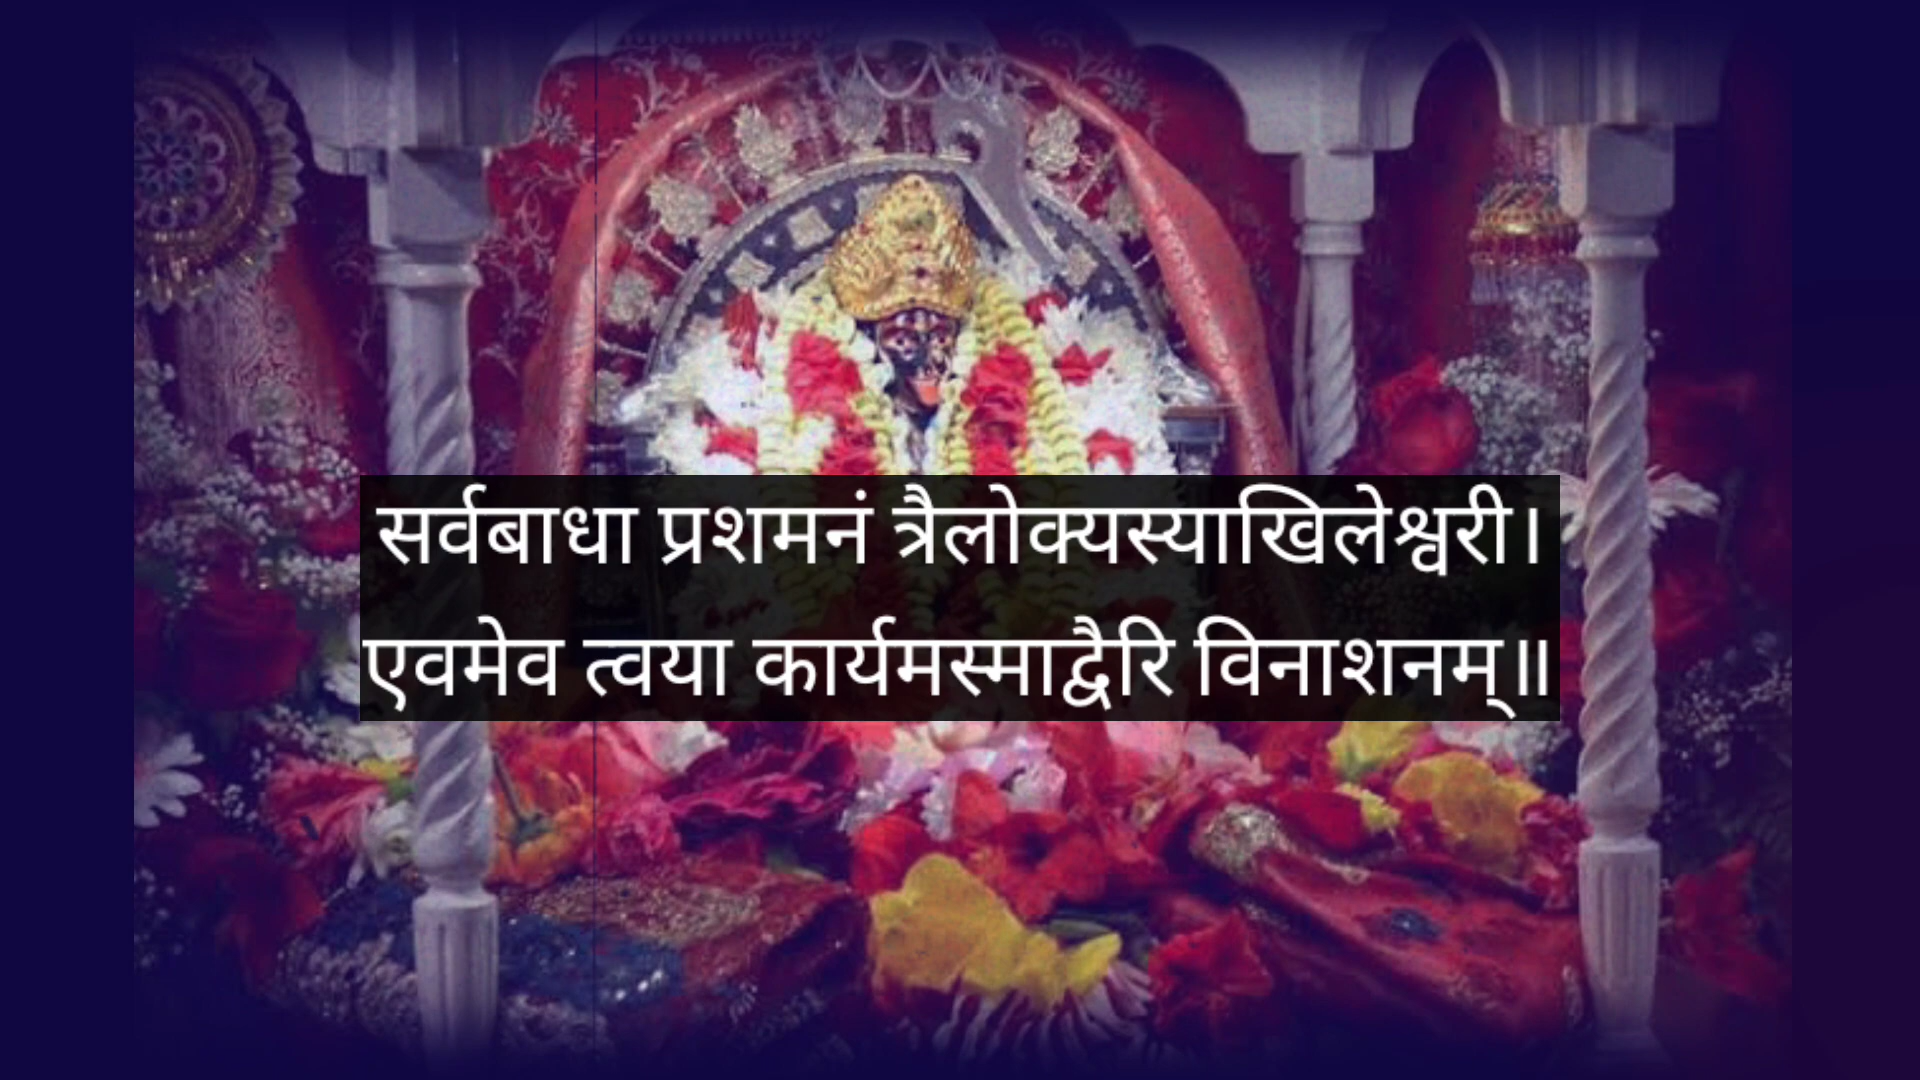 सर्वबाधा प्रशमनं त्रैलोक्यस्याखिलेश्वरी।
एवमेव त्वया कार्यमस्माद्वैरि विनाशनम्॥